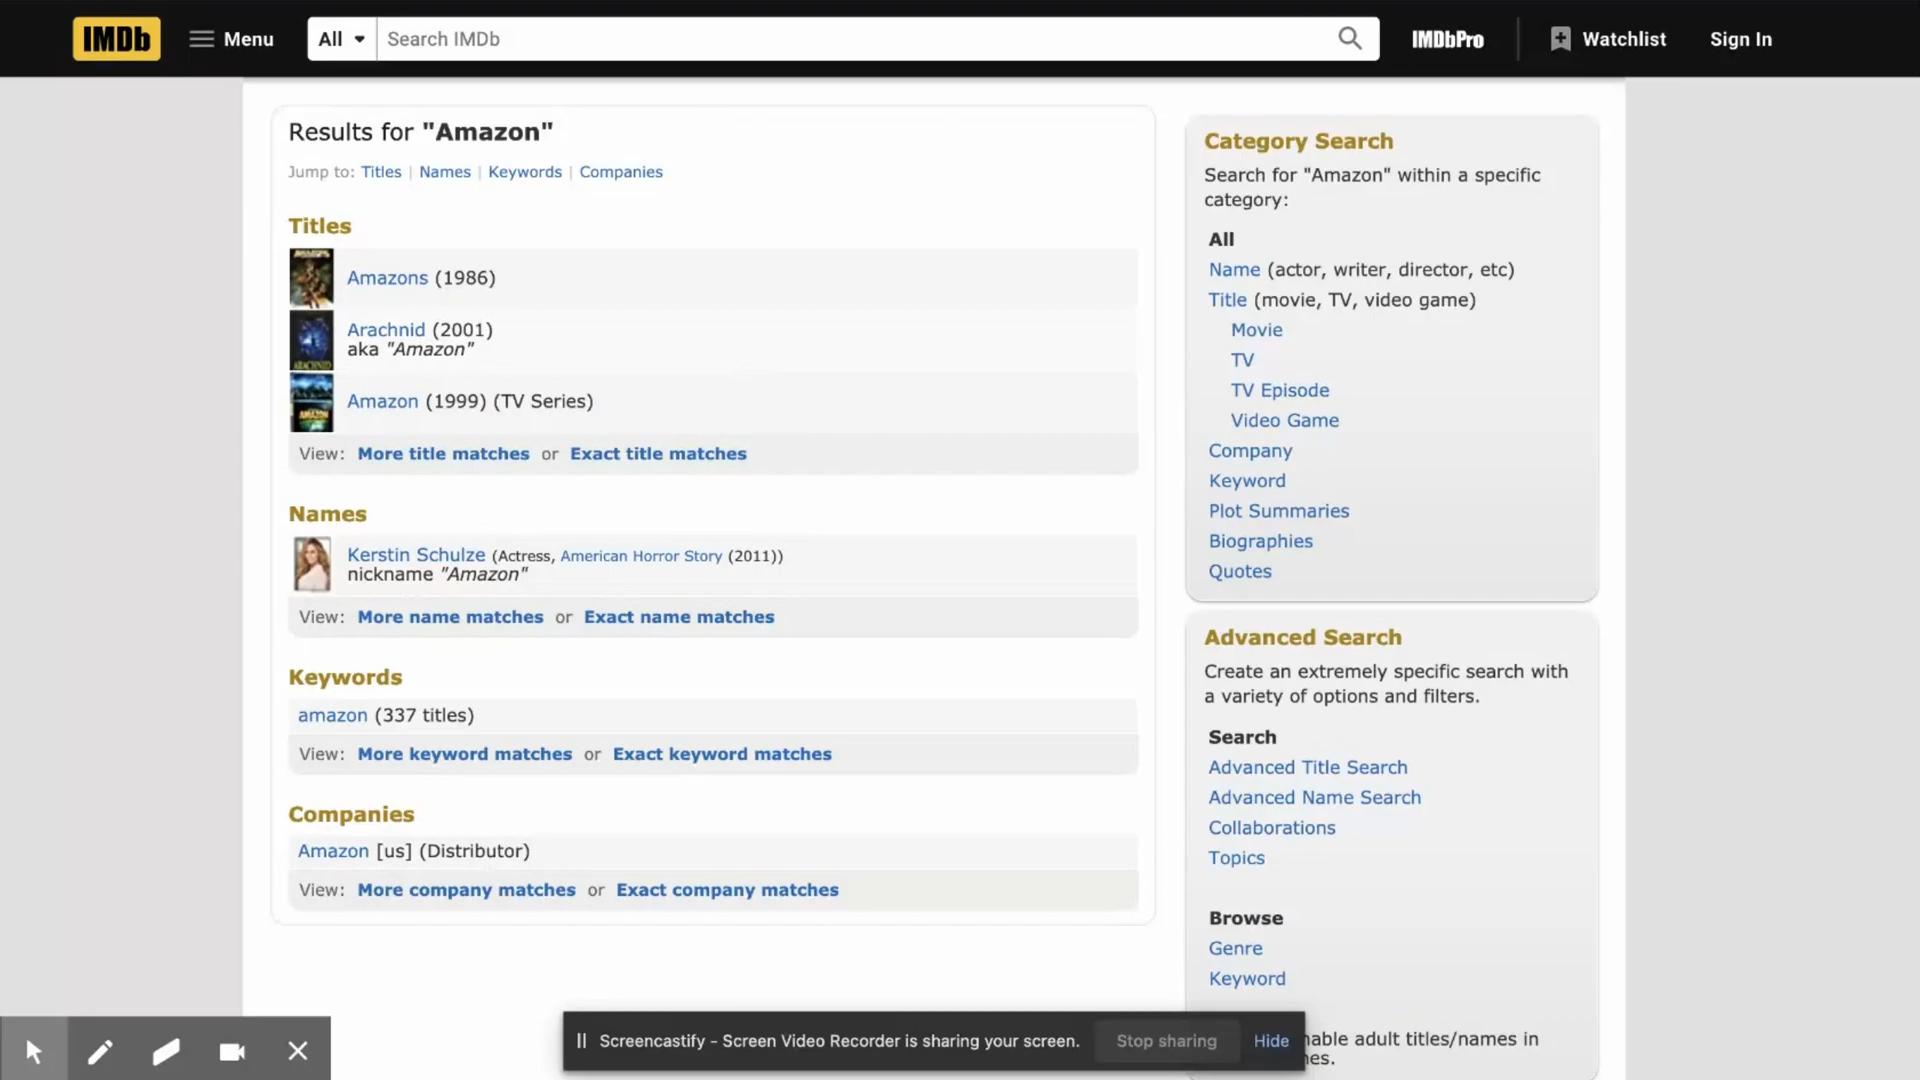 IMDb
Menu
All
Search IMDb
IMDbPro
Watchlist
Sign In
Results for "Amazon"
Jump to: Titles | Names | Keywords | Companies
Titles
Amazons (1986)
Arachnid (2001)
aka "Amazon"
Amazon (1999) (TV Series)
View: More title matches or Exact title matches
Names
Kerstin Schulze (Actress, American Horror Story (2011))
nickname "Amazon"
View: More name matches or Exact name matches
Keywords
amazon (337 titles)
View: More keyword matches or Exact keyword matches
Companies
Amazon [us] (Distributor)
View: More company matches or Exact company matches
Category Search
Search for "Amazon" within a specific
category:
All
Name (actor, writer, director, etc)
Title (movie, TV, video game)
Movie
TV
TV Episode
Video Game
Company
Keyword
Plot Summaries
Biographies
Quotes
Advanced Search
Create an extremely specific search with
a variety of options and filters.
Search
Advanced Title Search
Advanced Name Search
Collaborations
Topics
Browse
Genre
Keyword
adult titles/names in
Screencastify - Screen Video Recorder is sharing your screen.
Stop sharing
Hide